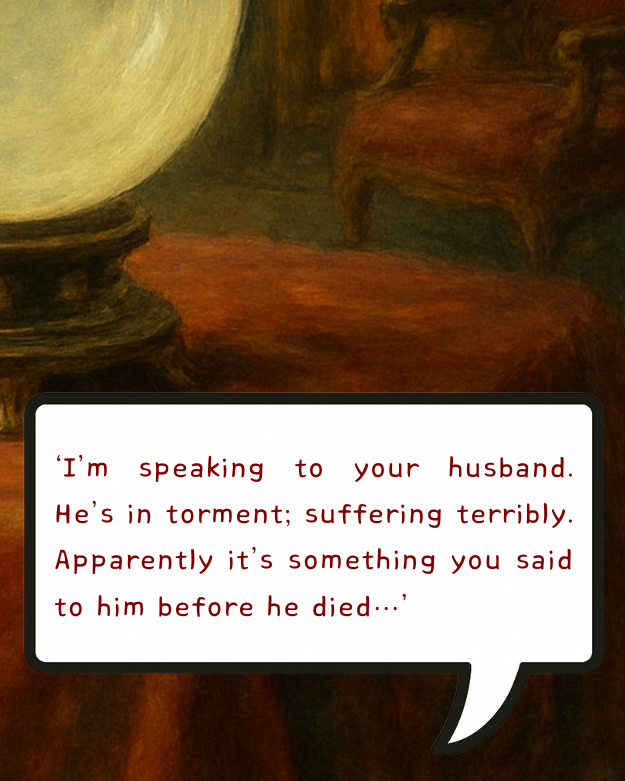 ‘I’m speaking to your husband.
He’s in torment; suffering terribly.
Apparently it’s something you said
to him before he died…’